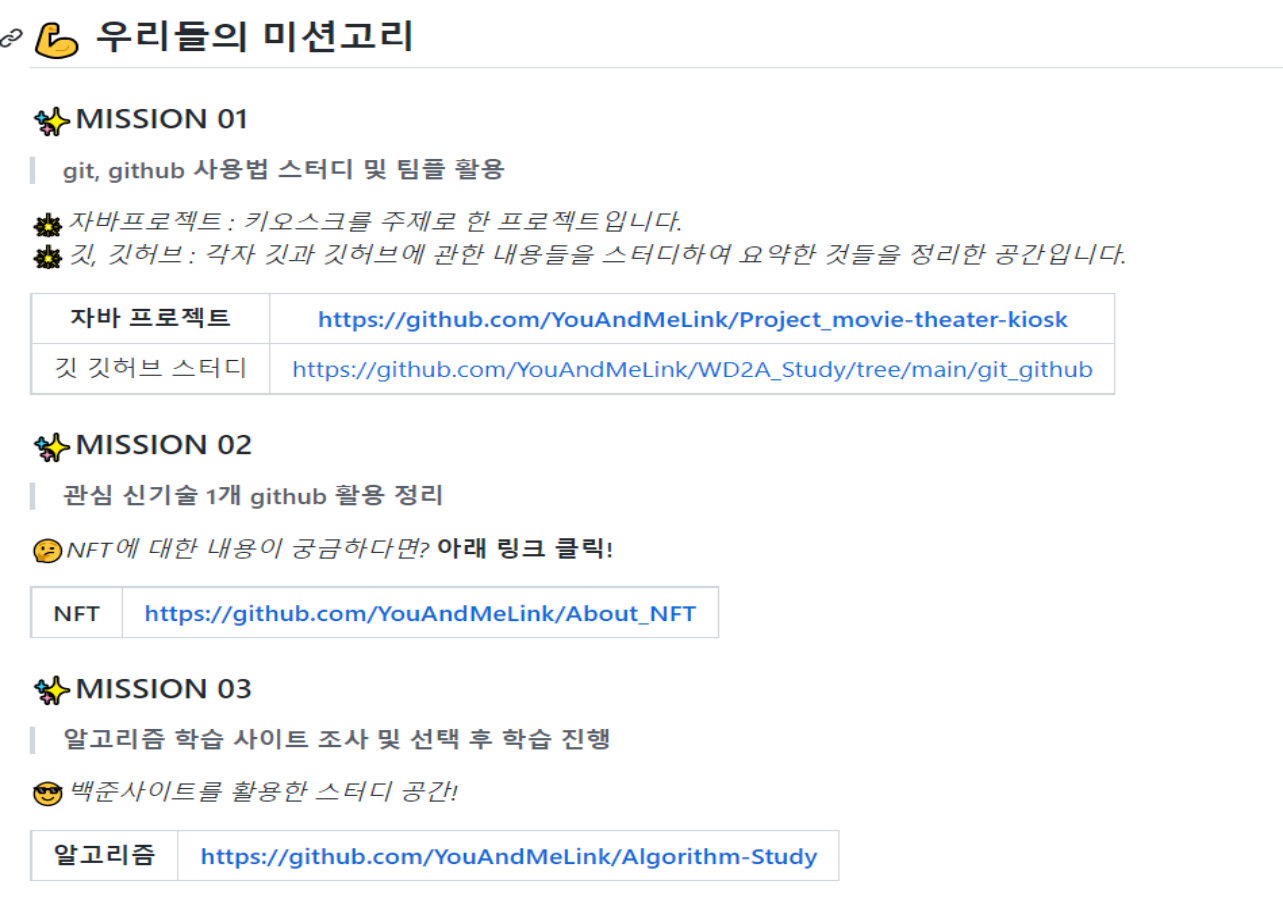 우리들의 미션고리
MISSION 01
git, github 사용법 스터디 및 팀플 활용
자바프로젝트 : 키오스크를 주제로 한 프로젝트입니다.
깃, 깃허브 : 각자 깃과 깃허브에 관한 내용들을 스터디하여 요약한 것들을 정리한 공간입니다.
자바 프로젝트 https://github.com/YouAndMeLink/Project_movie-theater-kiosk
깃 깃허브 스터디 https://github.com/YouAndMeLink/WD2A_Study/tree/main/git_github
MISSION 02
관심 신기술 1개 github 활용 정리
NFT에 대한 내용이 궁금하다면? 아래 링크 클릭!
NFT https://github.com/YouAndMeLink/About_NFT
MISSION 03
알고리즘 학습 사이트 조사 및 선택 후 학습 진행
백준사이트를 활용한 스터디 공간!
알고리즘 https://github.com/YouAndMeLink/Algorithm-Study